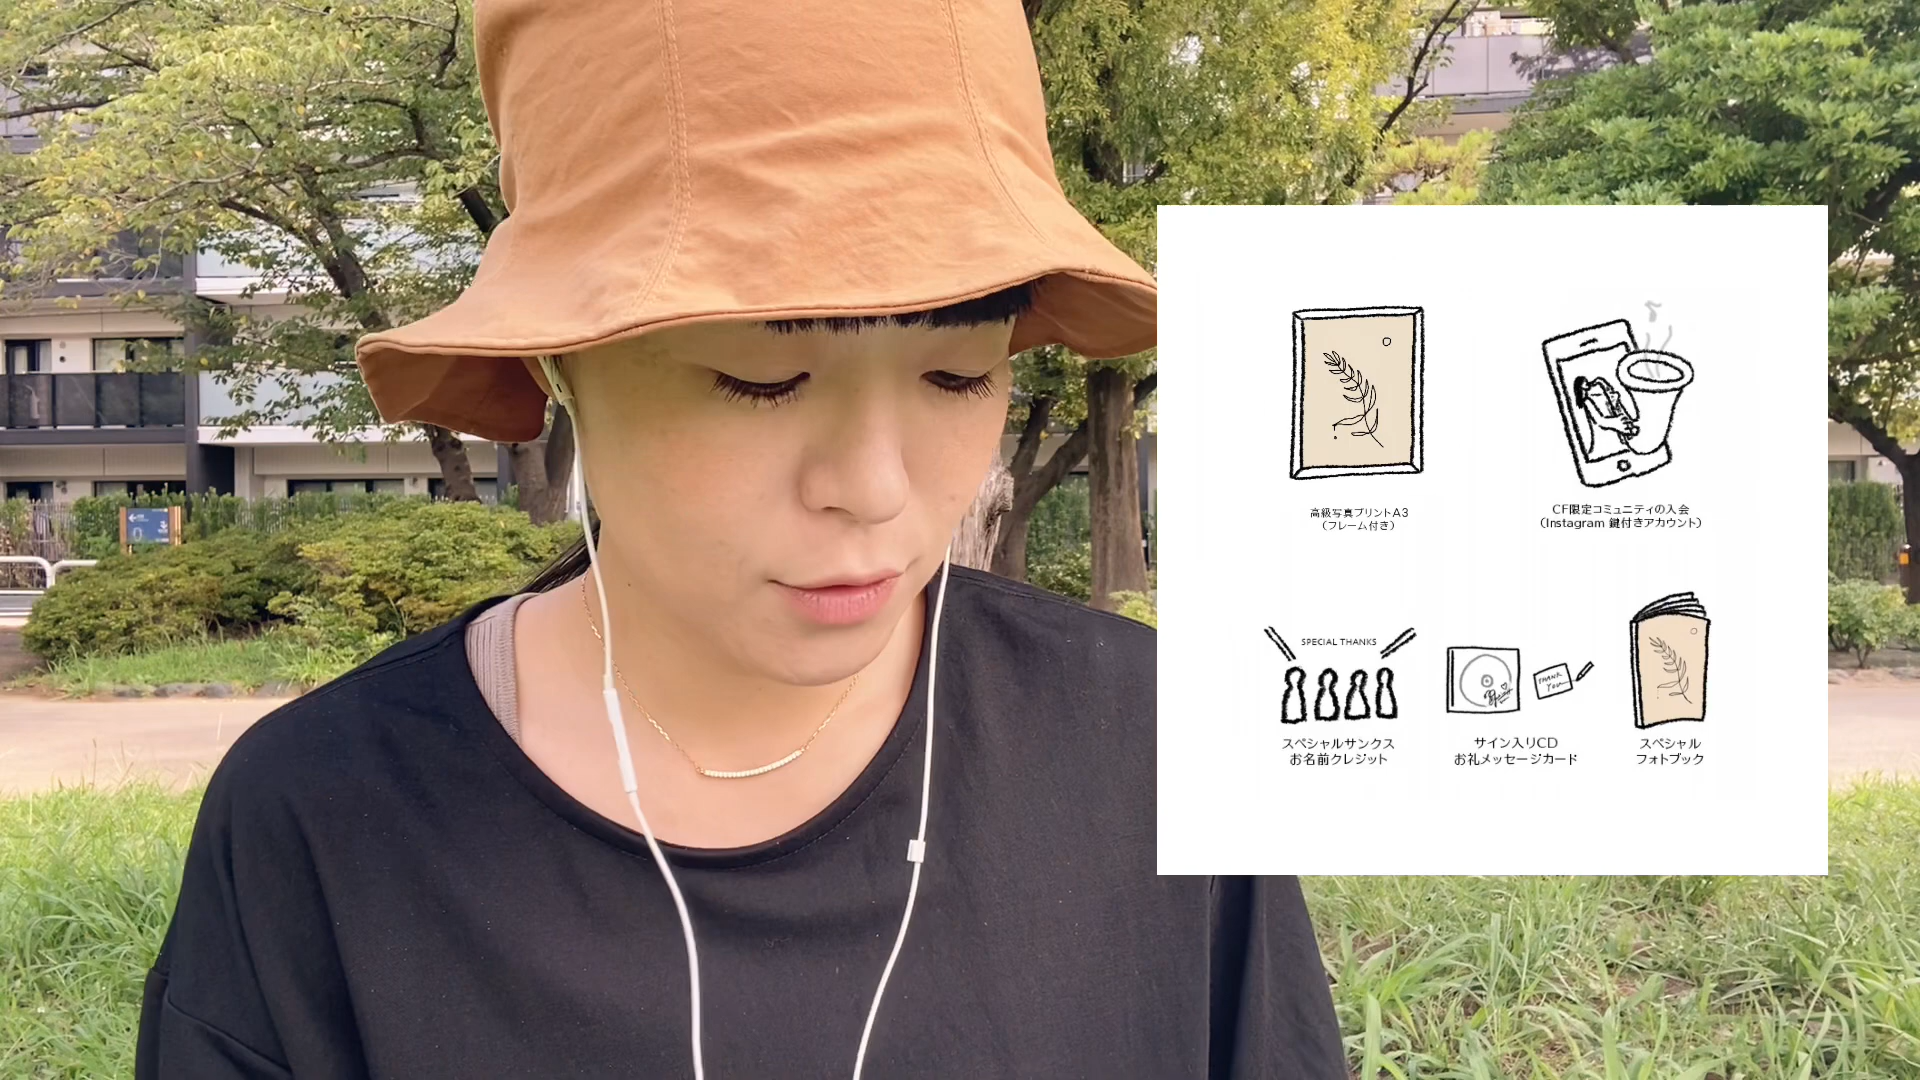 高級写真プリントA3
(フレーム付き)
CF限定コミュニティの入会
(Instagram 鍵付きアカウント)
SPECIAL THANKS
スペシャルサンクス
お名前クレジット
THANK
YOU
サイン入りCD
お礼メッセージカード
スペシャル
フォトブック